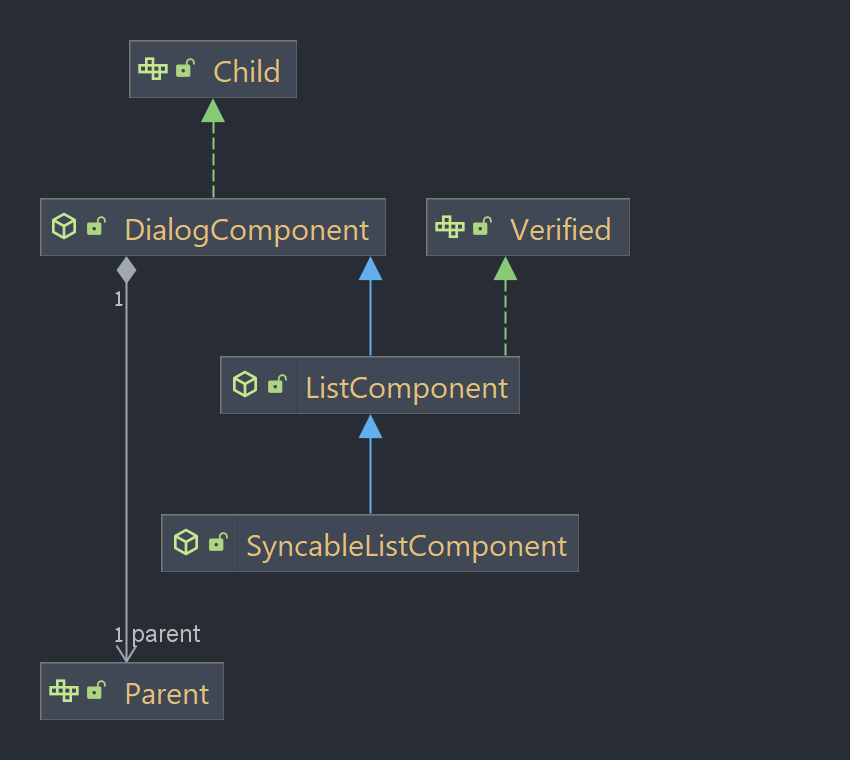 Child
DialogComponent
Verified
1
ListComponent
SyncableListComponent
1 parent
Parent